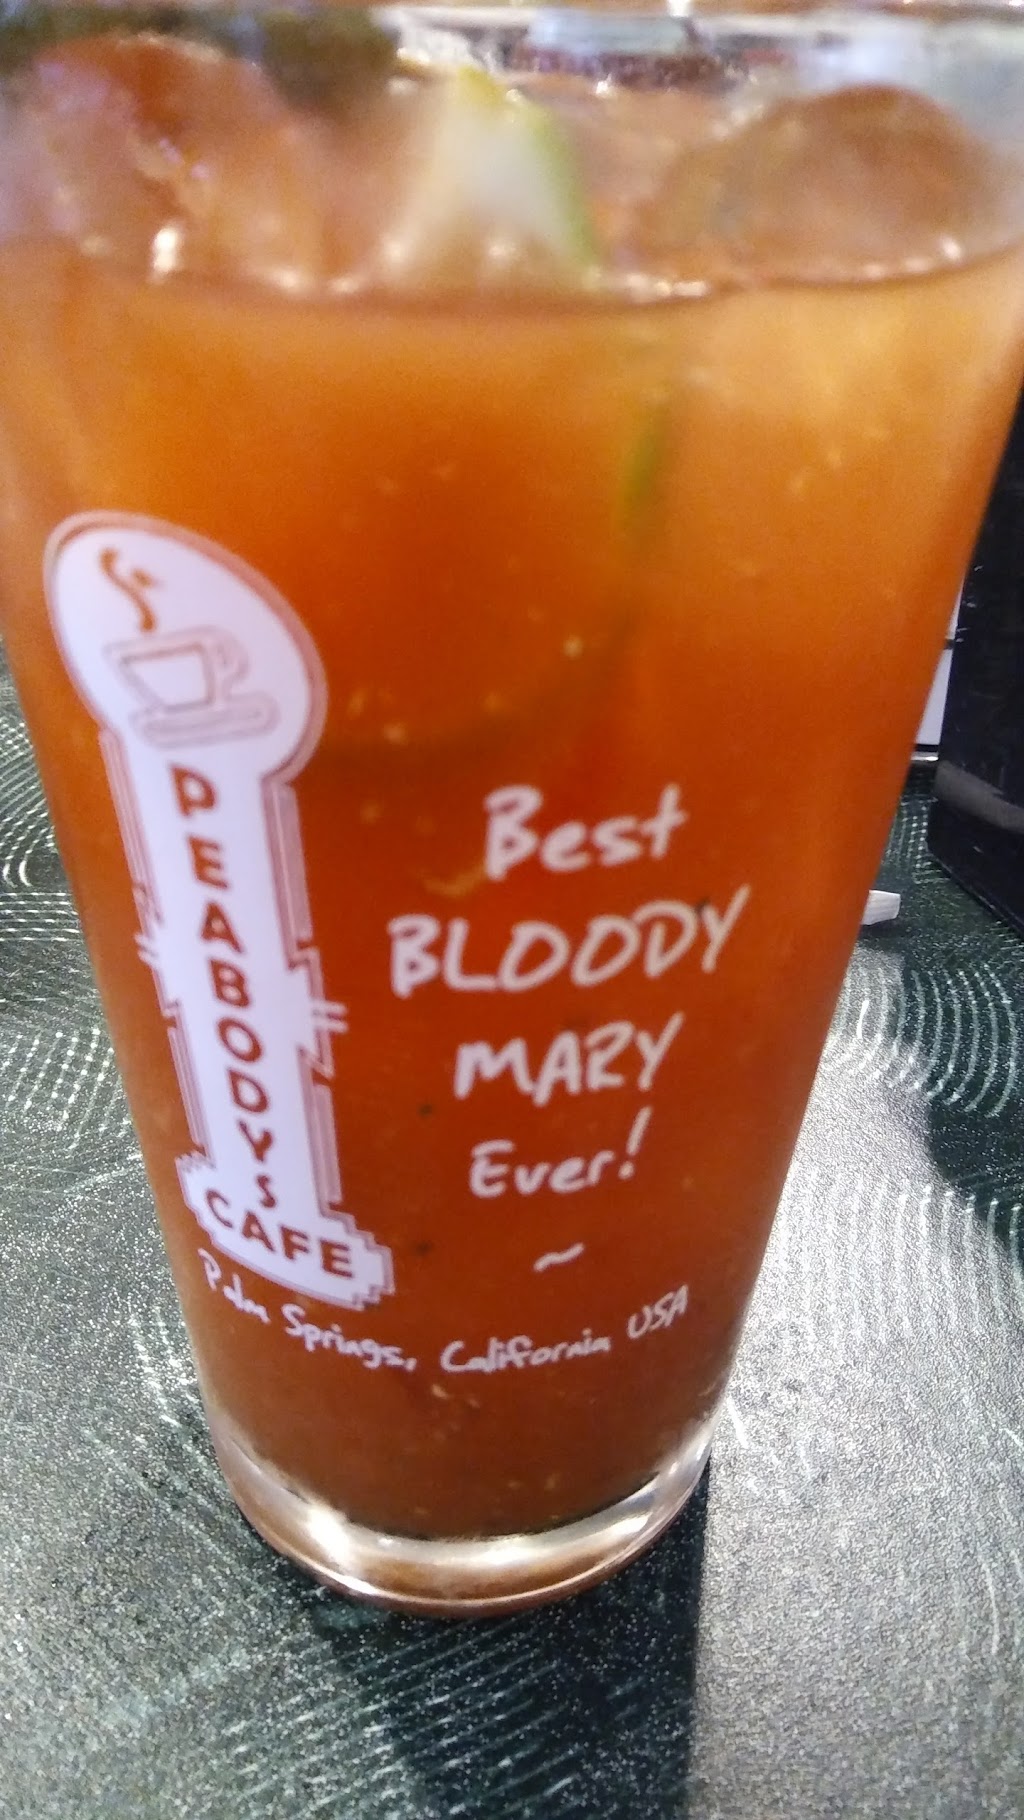 PEABODYS
CAFE
Best
BLOODY
MARY
Ever!
~
Palm Springs, California USA